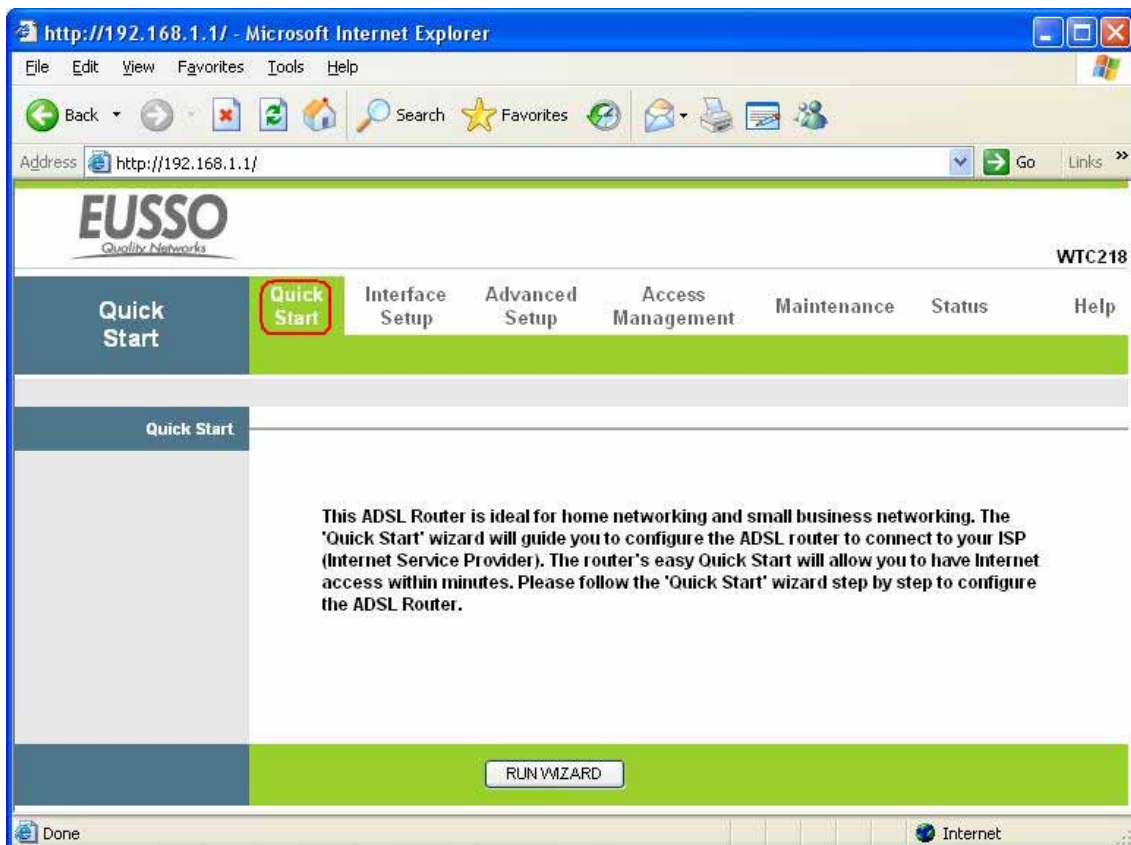 http://192.168.1.1/ - Microsoft Internet Explorer
File Edit View Favorites Tools Help
Back Search Favorites
Address http://192.168.1.1/ Go Links »
EUSSO
Quality Networks
WTC218
Quick
Start
Quick
Start
Interface
Setup
Advanced
Setup
Access
Management
Maintenance
Status
Help
Quick Start
This ADSL Router is ideal for home networking and small business networking. The
'Quick Start' wizard will guide you to configure the ADSL router to connect to your ISP
(Internet Service Provider). The router's easy Quick Start will allow you to have Internet
access within minutes. Please follow the 'Quick Start' wizard step by step to configure
the ADSL Router.
RUN WIZARD
Done Internet